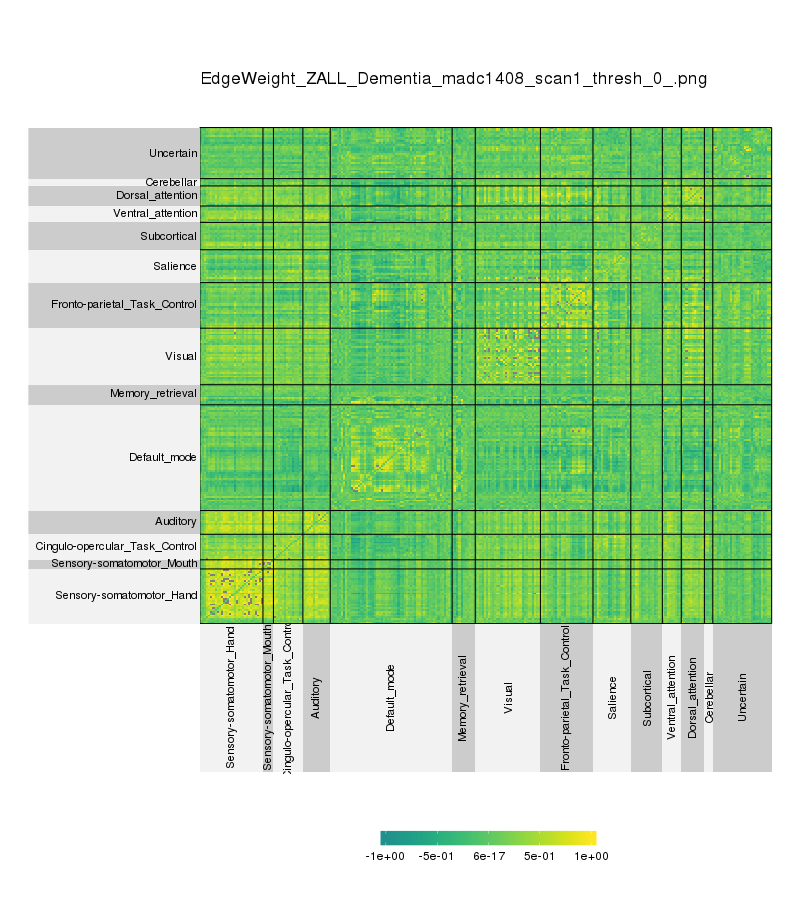 EdgeWeight_ZALL_Dementia_madc1408_scan1_thresh_0_.png
Uncertain
Cerebellar
Dorsal_attention
Ventral_attention
Subcortical
Salience
Fronto-parietal_Task_Control
Visual
Memory_retrieval
Default_mode
Auditory
Cingulo-opercular_Task_Control
Sensory-somatomotor_Mouth
Sensory-somatomotor_Hand
Sensory-somatomotor_Hand
Sensory-somatomotor_Mouth
Cingulo-opercular_Task_Control
Auditory
Default_mode
Memory_retrieval
Visual
Fronto-parietal_Task_Control
Salience
Subcortical
Ventral_attention
Dorsal_attention
Cerebellar
Uncertain
-1e+00 -5e-01 6e-17 5e-01 1e+00